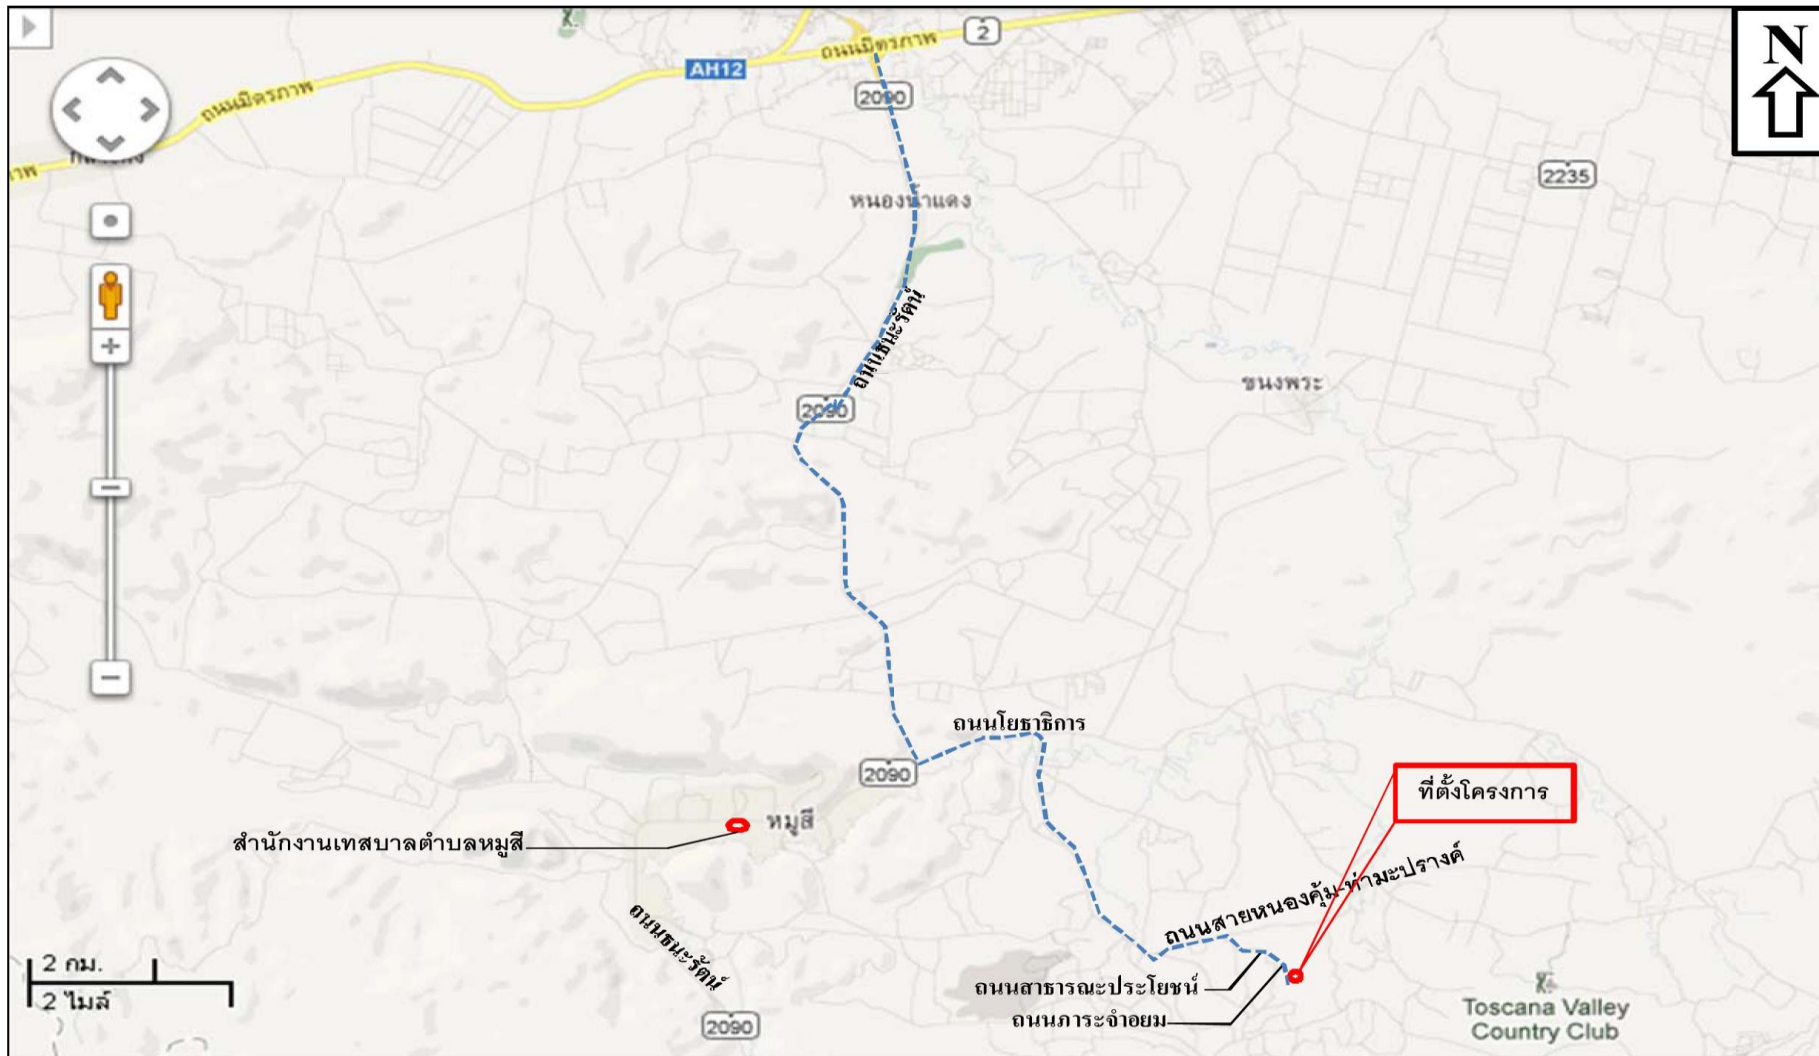 N
2
ถนนมิตรภาพ
AH12
ถนนมิตรภาพ
2090
2235
หนองน้ำแดง
ถนนธนะรัตน์
ขนงพระ
2090
ถนนโยธาธิการ
2090
ที่ตั้งโครงการ
หมูสี
สำนักงานเทศบาลตำบลหมูสี
ถนนสายหนองคุ้ม-ท่ามะปรางค์
ถนนธนะรัตน์
2 กม.
2 ไมล์
ถนนสาธารณะประโยชน์
ถนนภาระจำอยม
2090
Toscana Valley
Country Club